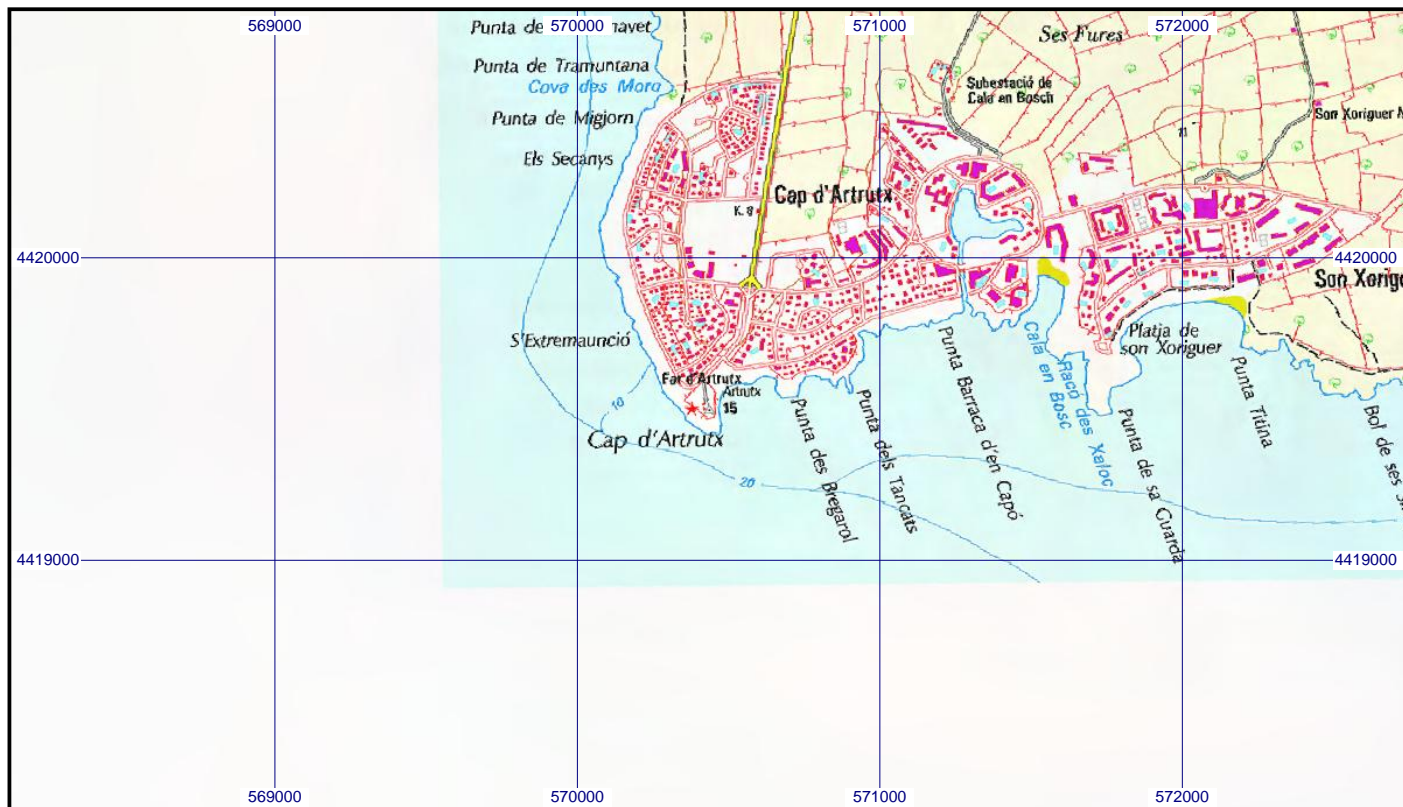 569000
570000
571000
572000
Punta de
navet
Ses Fures
Punta de Tramuntana
Cova des Moro
Subestació de
Cala en Bosch
Punta de Migjorn
Son Xoriguer
11
Els Secanys
Cap d'Artrutx
K. 8
4420000
4420000
Son Xorigu
S'Extremaunció
Platja de
son Xoriguer
Far d'Artrutx
Artrutx
15
10
Cap d'Artrutx
20
Punta des Bregarol
Punta dels Tancats
Punta Barraca d'en Capó
Cala en Bosc
Racó des Xaloc
Punta de sa Guarda
Punta Titina
Bol de ses
4419000
4419000
569000
570000
571000
572000